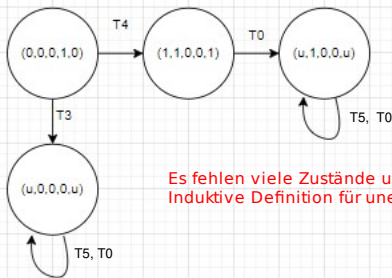 T4
T0
(0,0,0,1,0)
(1,1,0,0,1)
(u,1,0,0,u)
T3
T5, T0
(u,0,0,0,u)
Es fehlen viele Zustände
Induktive Definition für
T5, T0